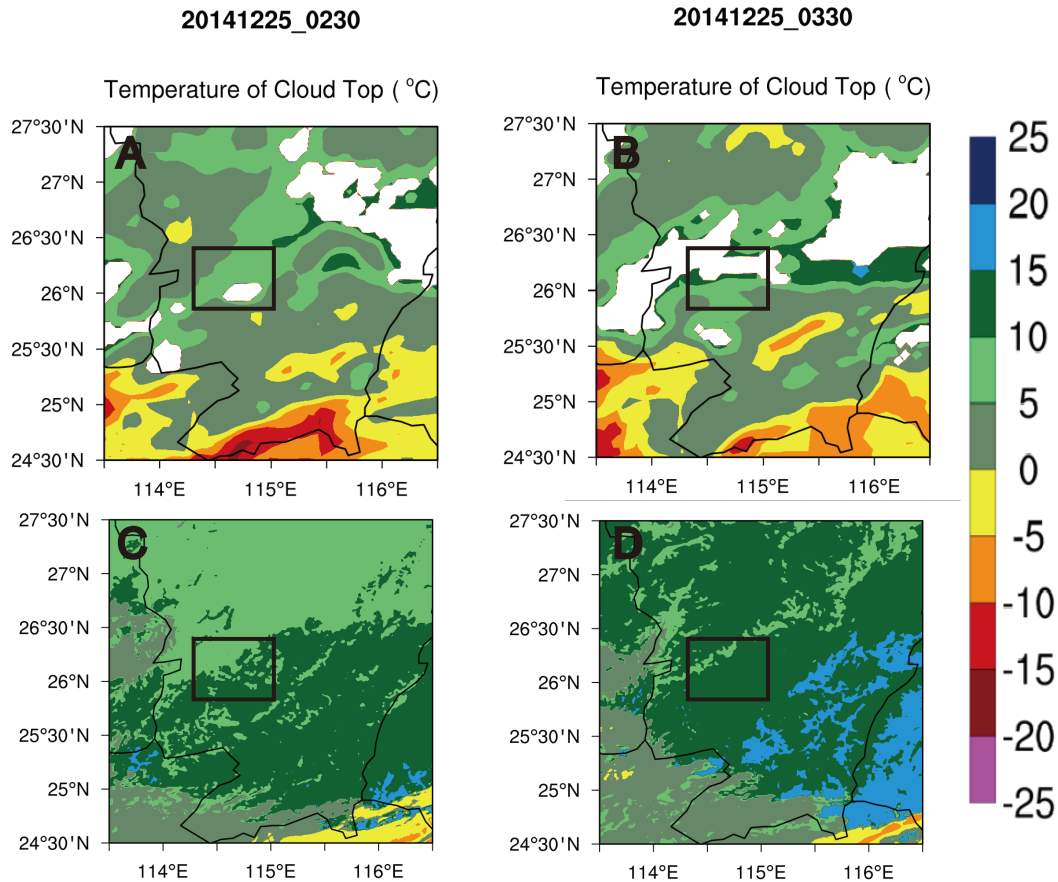 20141225_0230
20141225_0330
Temperature of Cloud Top ( °C)
Temperature of Cloud Top ( °C)
A
27°30'N
27°N
26°30'N
26°N
25°30'N
25°N
24°30'N
114°E 115°E 116°E
B
27°30'N
27°N
26°30'N
26°N
25°30'N
25°N
24°30'N
114°E 115°E 116°E
C
27°30'N
27°N
26°30'N
26°N
25°30'N
25°N
24°30'N
114°E 115°E 116°E
D
27°30'N
27°N
26°30'N
26°N
25°30'N
25°N
24°30'N
114°E 115°E 116°E
25
20
15
10
5
0
-5
-10
-15
-20
-25